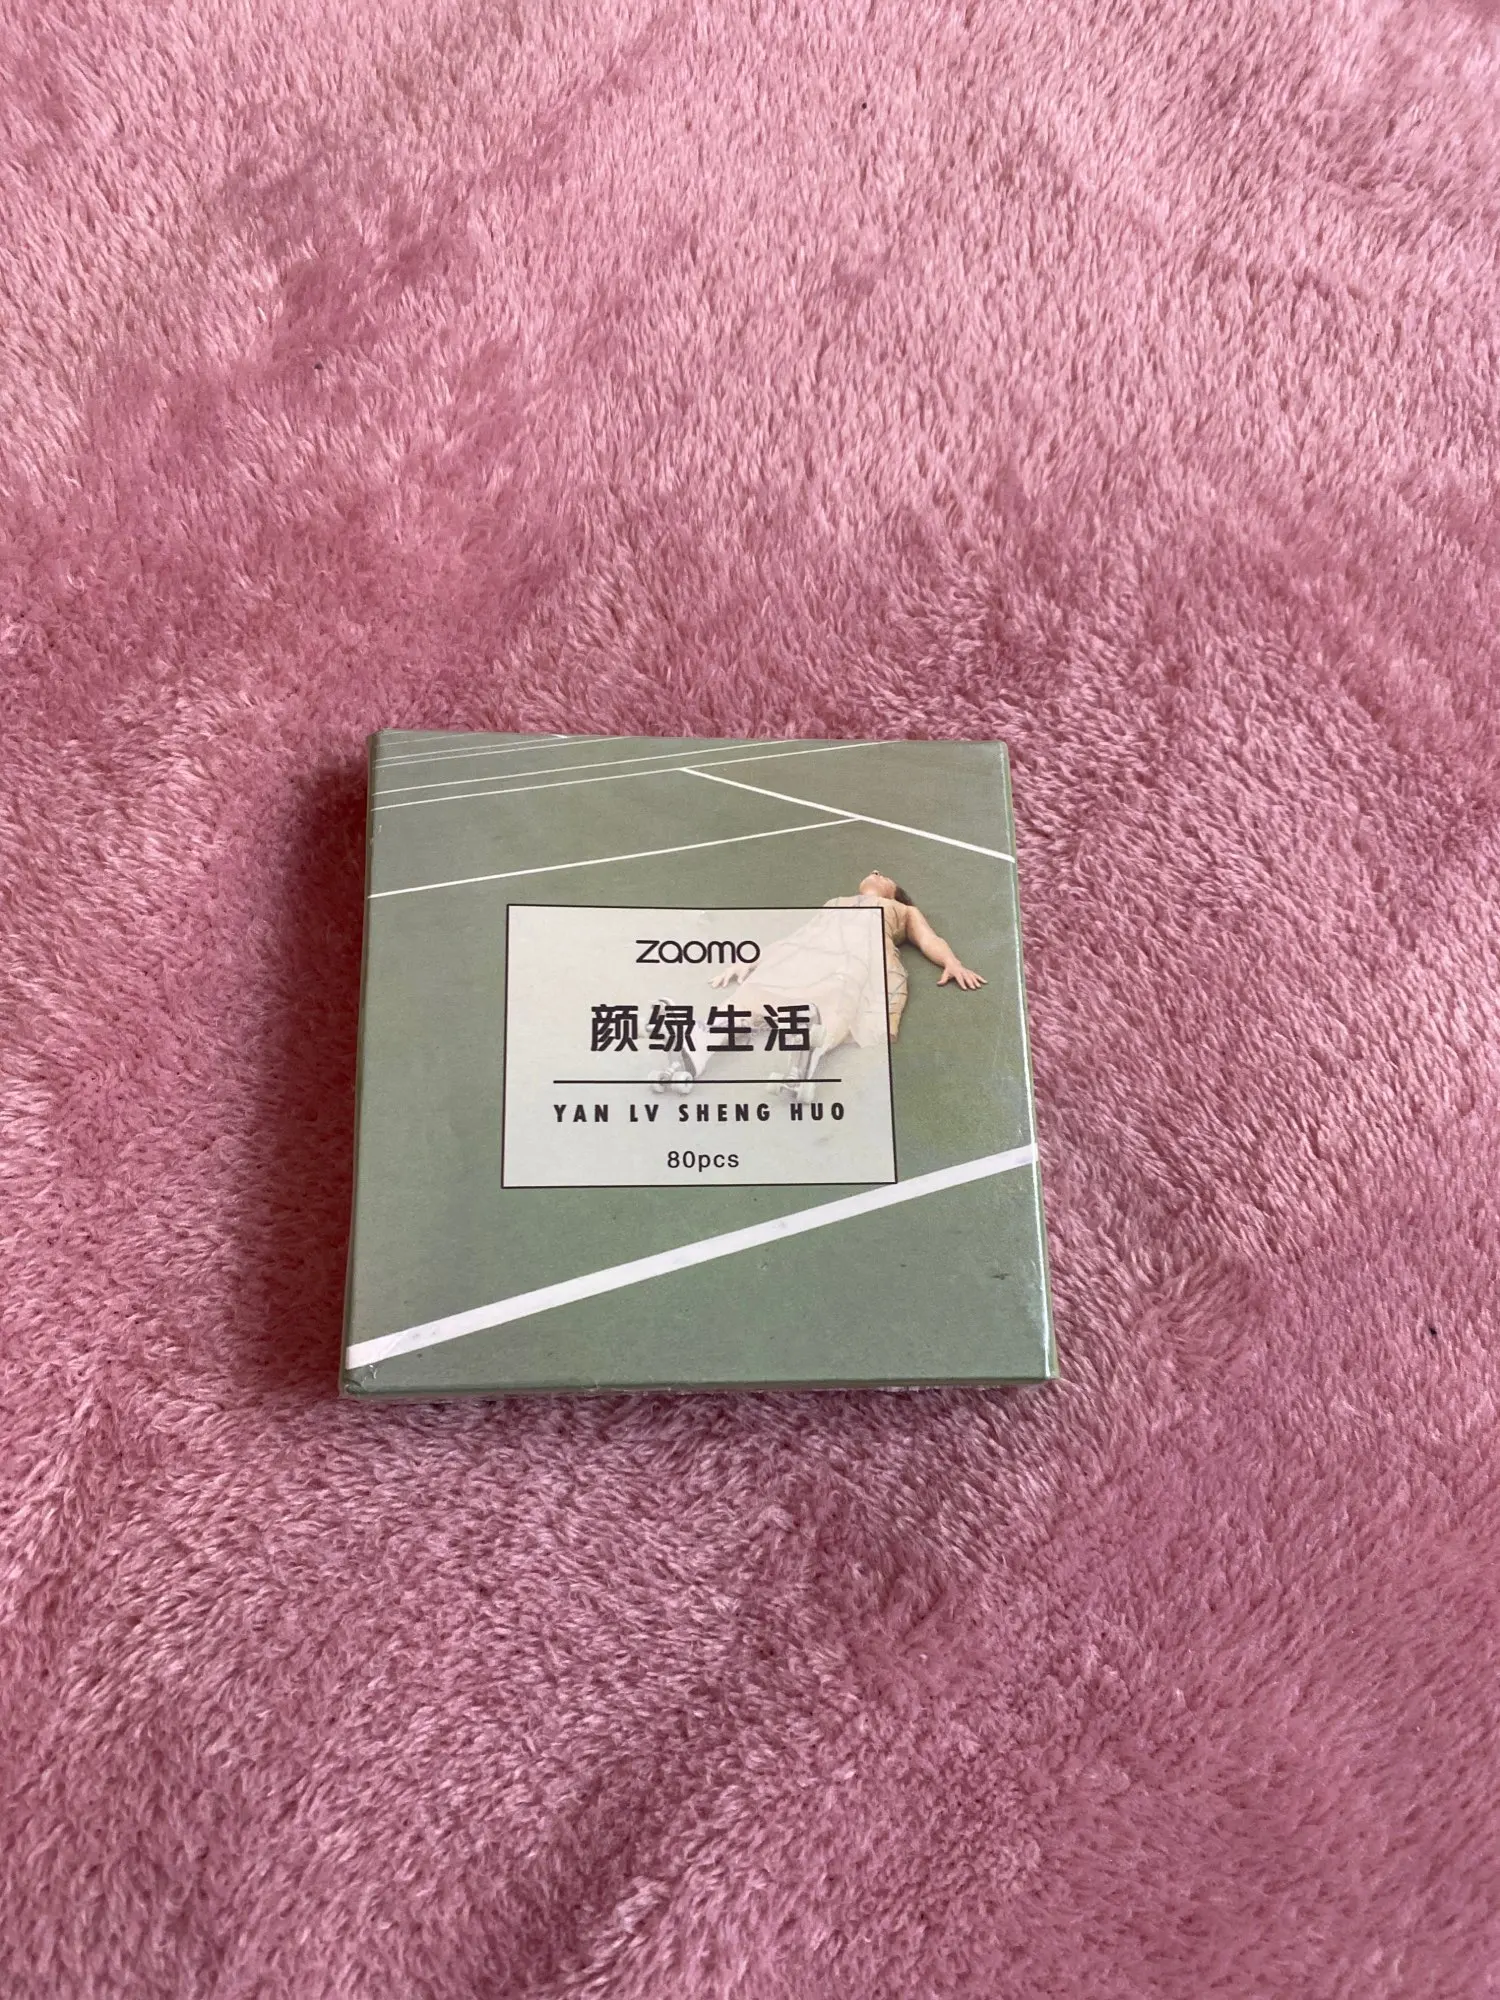 zaomo
颜绿生活
YAN LV SHENG HUO
80pcs